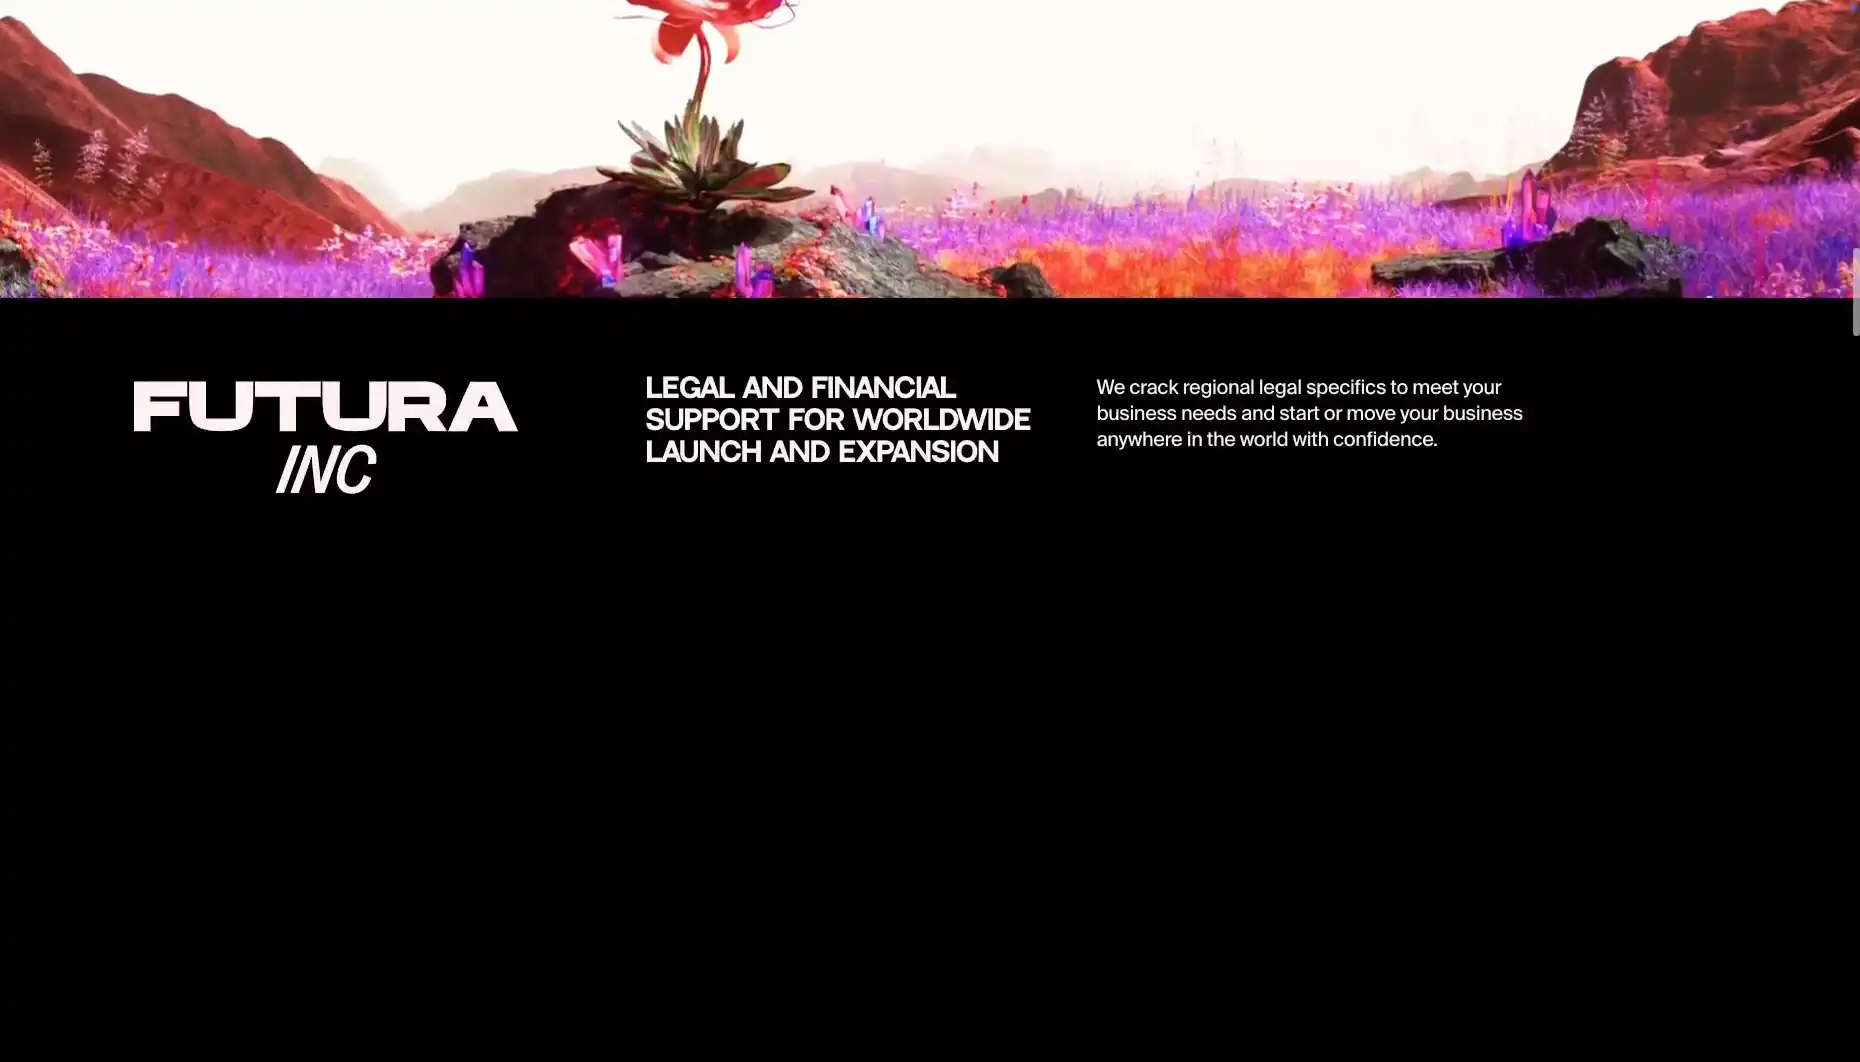 FUTURA
INC
LEGAL AND FINANCIAL
SUPPORT FOR WORLDWIDE
LAUNCH AND EXPANSION
We crack regional legal specifics to meet your
business needs and start or move your business
anywhere in the world with confidence.